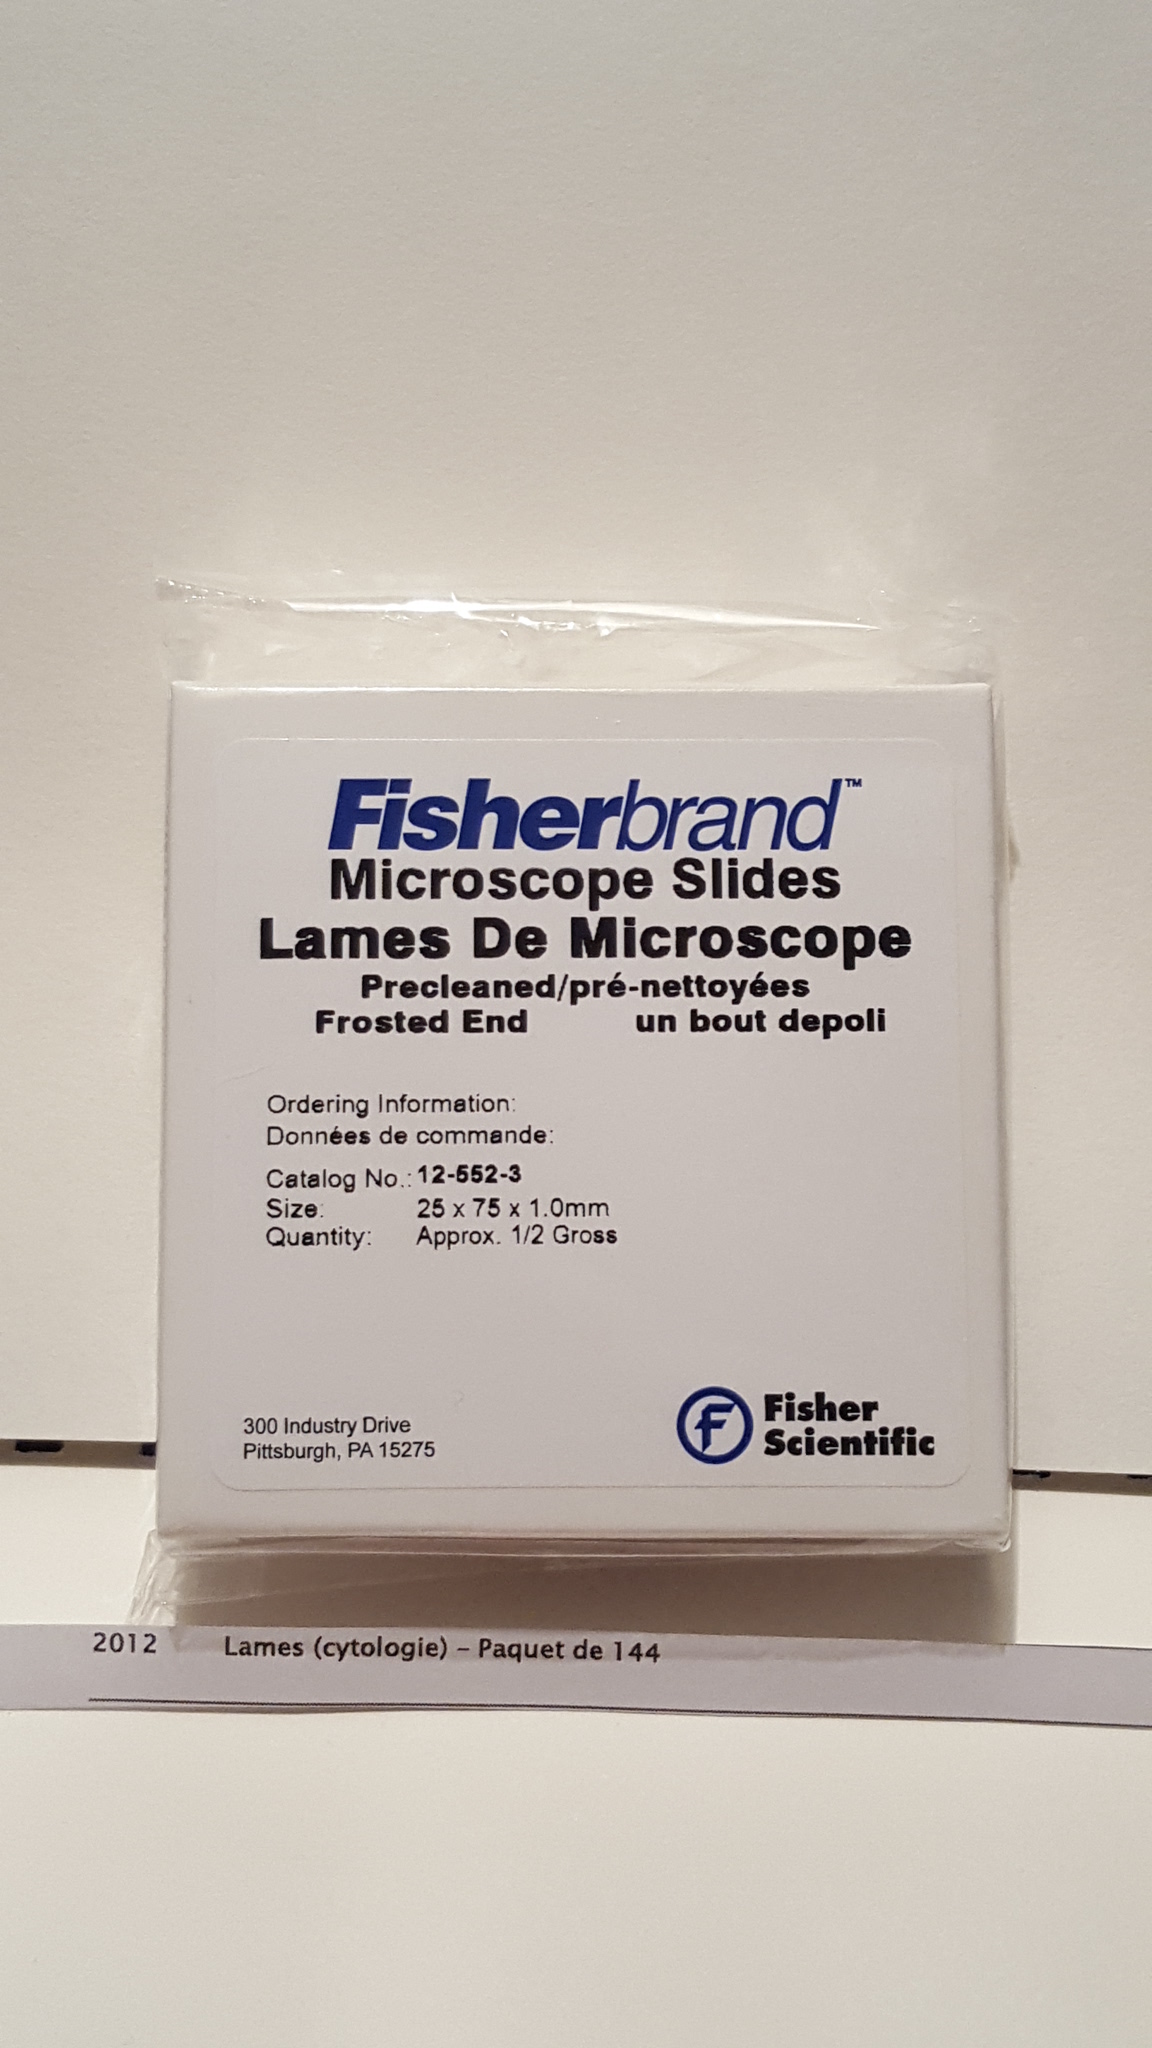 Fisherbrand™
Microscope Slides
Lames De Microscope
Precleaned/pré-nettoyées
Frosted End un bout depoli
Ordering Information:
Données de commande:
Catalog No.: 12-552-3
Size: 25 x 75 x 1.0mm
Quantity: Approx. 1/2 Gross
300 Industry Drive
Pittsburgh, PA 15275
Fisher
Scientific
2012 Lames (cytologie) – Paquet de 144